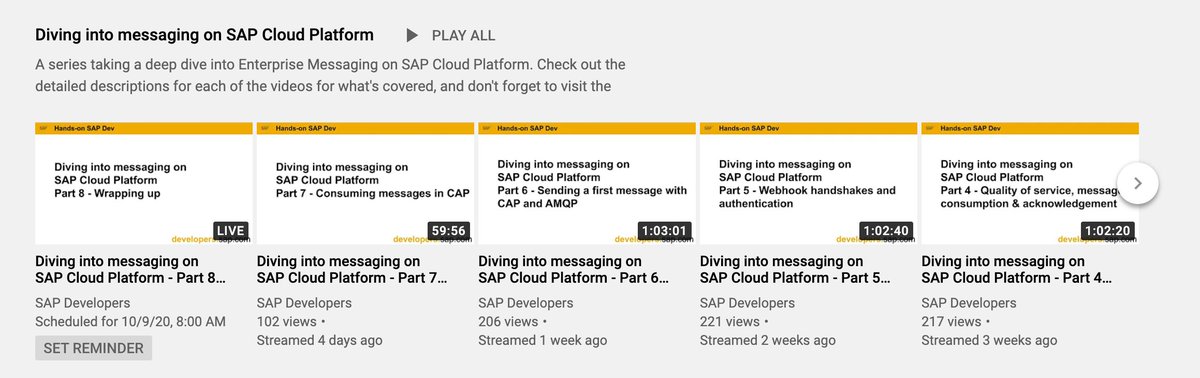 Diving into messaging on SAP Cloud Platform PLAY ALL
A series taking a deep dive into Enterprise Messaging on SAP Cloud Platform. Check out the
detailed descriptions for each of the videos for what's covered, and don't forget to visit the
SAP Hands-on SAP Dev
Diving into messaging on
SAP Cloud Platform
Part 8 - Wrapping up
LIVE
developers.sap.com
Diving into messaging on
SAP Cloud Platform - Part 8...
SAP Developers
Scheduled for 10/9/20, 8:00 AM
SET REMINDER
SAP Hands-on SAP Dev
Diving into messaging on
SAP Cloud Platform
Part 7 - Consuming messages in CAP
59:56
developers.sap.com
Diving into messaging on
SAP Cloud Platform - Part 7...
SAP Developers
102 views •
Streamed 4 days ago
SAP Hands-on SAP Dev
Diving into messaging on
SAP Cloud Platform
Part 6 - Sending a first message with
CAP and AMQP
1:03:01
developers.sap.com
Diving into messaging on
SAP Cloud Platform - Part 6...
SAP Developers
206 views •
Streamed 1 week ago
SAP Hands-on SAP Dev
Diving into messaging on
SAP Cloud Platform
Part 5 - Webhook handshakes and
authentication
1:02:40
developers.sap.com
Diving into messaging on
SAP Cloud Platform - Part 5...
SAP Developers
221 views •
Streamed 2 weeks ago
SAP Hands-on SAP Dev
Diving into messaging on
SAP Cloud Platform
Part 4 - Quality of service, messag
consumption & acknowledgement
1:02:20
developers.sap.com
Diving into messaging on
SAP Cloud Platform - Part 4...
SAP Developers
217 views •
Streamed 3 weeks ago